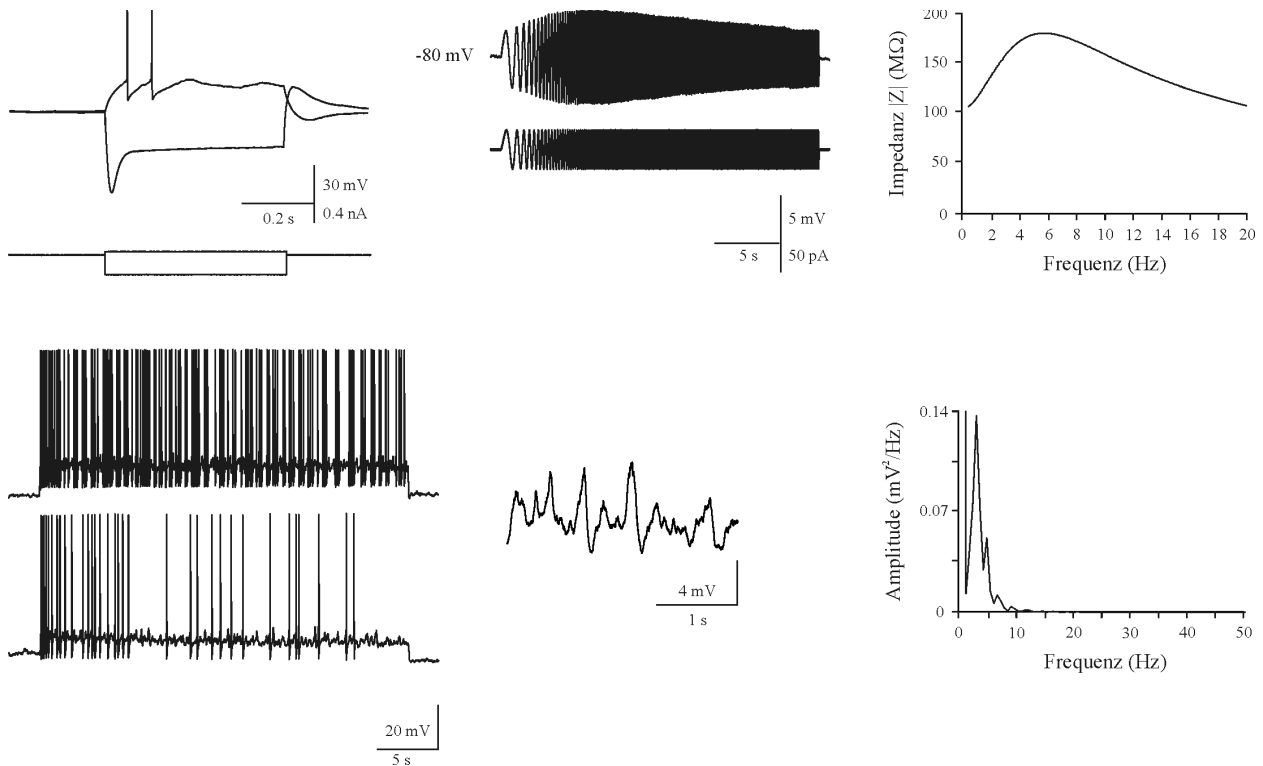 30 mV
0.2 s
0.4 nA
-80 mV
5 mV
5 s
50 pA
Impedanz |Z| (MΩ)
200
150
100
50
0
0 2 4 6 8 10 12 14 16 18 20
Frequenz (Hz)
20 mV
5 s
4 mV
1 s
Amplitude (mV²/Hz)
0.14
0.07
0
0 10 20 30 40 50
Frequenz (Hz)